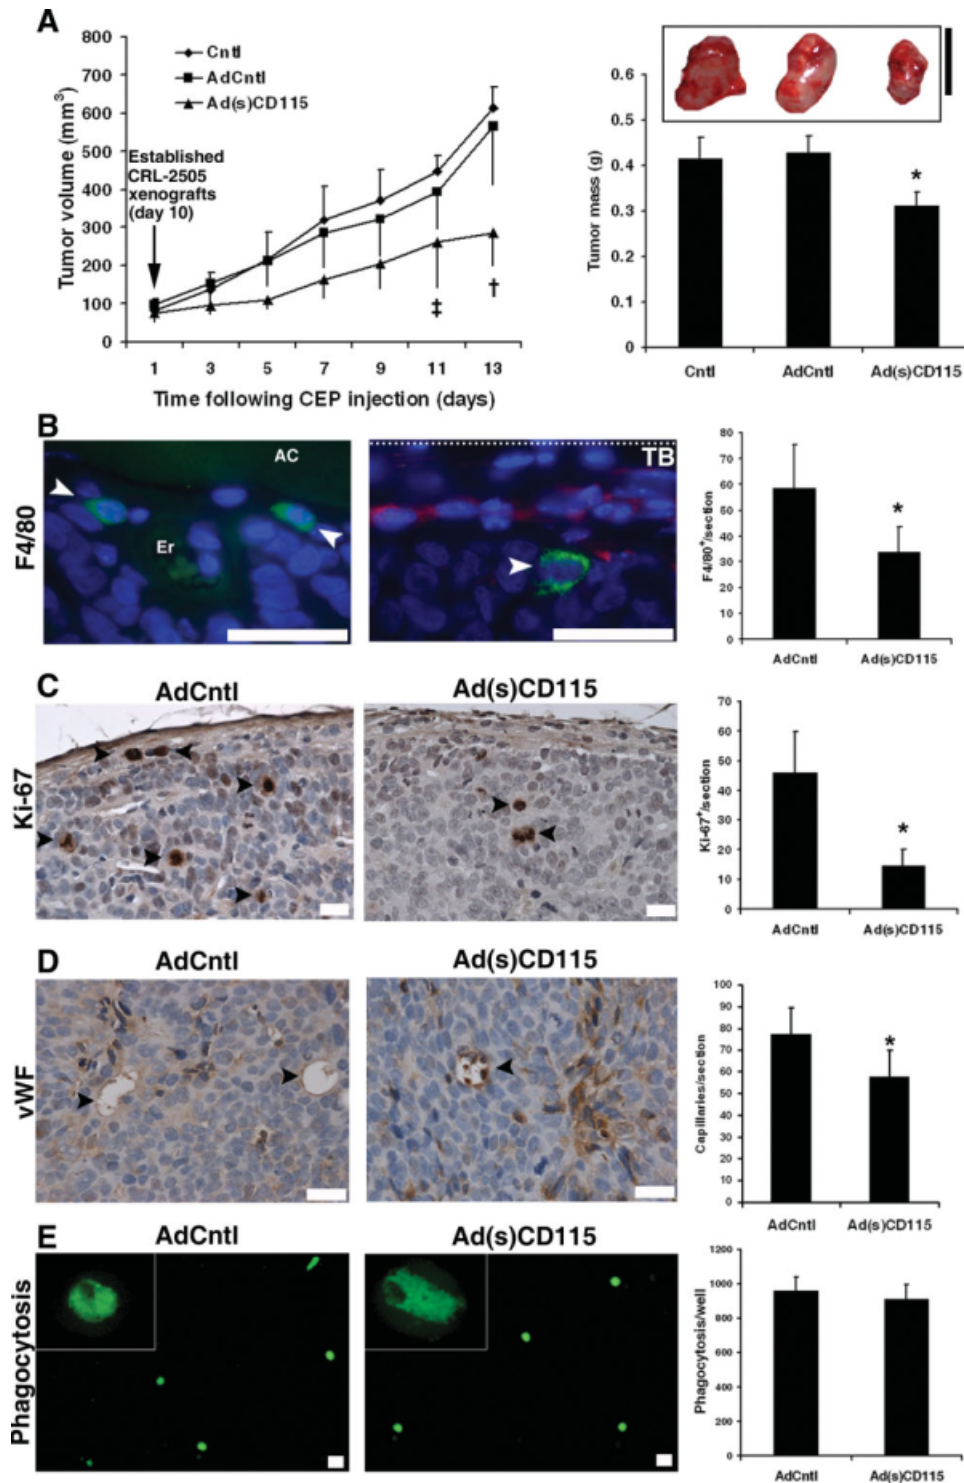 A
800
700
600
500
400
300
200
100
0
Tumor volume (mm³)
Cntl
AdCntl
Ad(s)CD115
Established
CRL-2505
xenografts
(day 10)
‡
†
1 3 5 7 9 11 13
Time following CEP injection (days)
0.6
0.5
0.4
0.3
0.2
0.1
0
Tumor mass (g)
*
Cntl AdCntl Ad(s)CD115
B
F4/80
AC
Er
TB
80
70
60
50
40
30
20
10
0
F4/80⁺/section
*
AdCntl Ad(s)CD115
C
AdCntl Ad(s)CD115
Ki-67
60
50
40
30
20
10
0
Ki-67⁺/section
*
AdCntl Ad(s)CD115
D
AdCntl Ad(s)CD115
vWF
100
90
80
70
60
50
40
30
20
10
0
Capillaries/section
*
AdCntl Ad(s)CD115
E
AdCntl Ad(s)CD115
Phagocytosis
1200
1000
800
600
400
200
0
Phagocytosis/well
AdCntl Ad(s)CD115